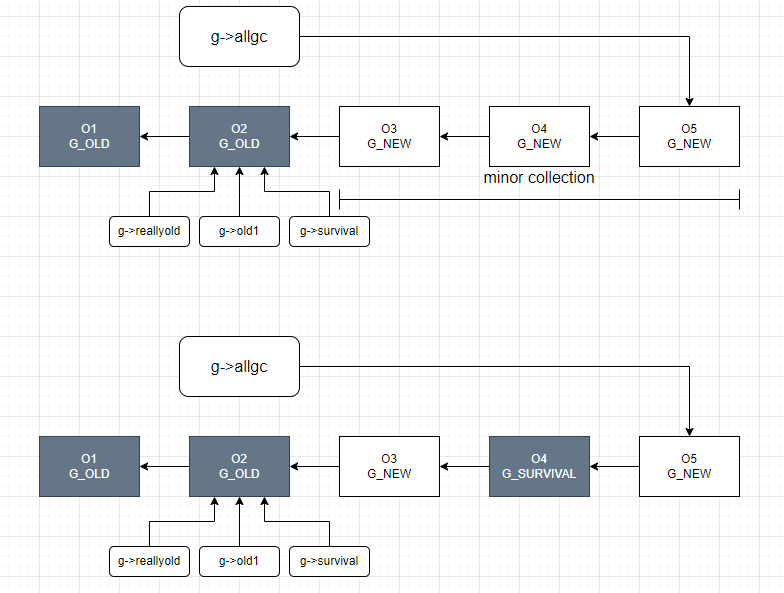 g->allgc
O1
G_OLD
O2
G_OLD
O3
G_NEW
O4
G_NEW
O5
G_NEW
minor collection
g->reallyold
g->old1
g->survival
g->allgc
O1
G_OLD
O2
G_OLD
O3
G_NEW
O4
G_SURVIVAL
O5
G_NEW
g->reallyold
g->old1
g->survival